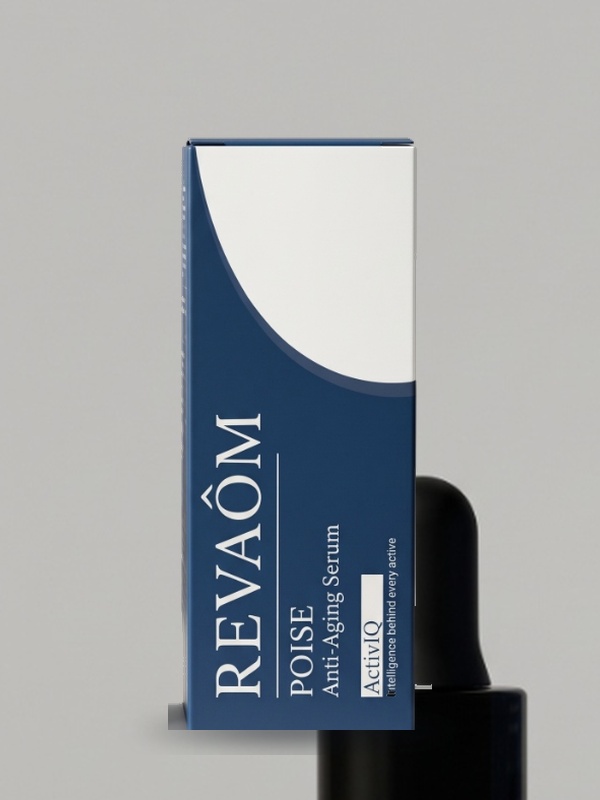 REVAÔM
POISE
Anti-Aging Serum
ActivIQ
Intelligence behind every active